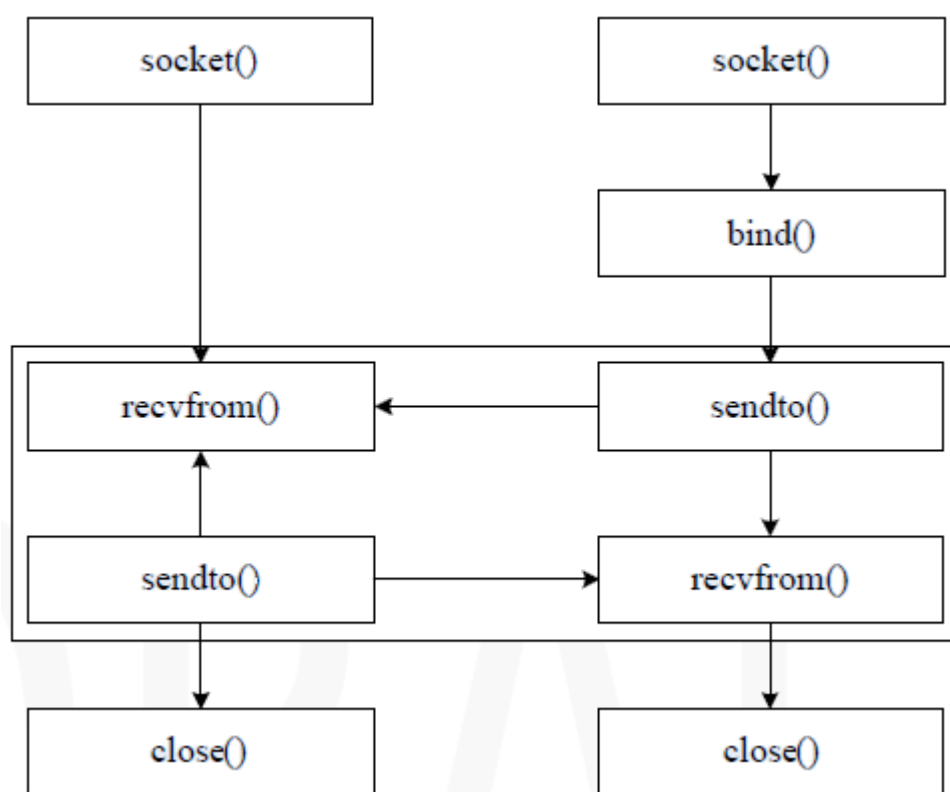 socket()
socket()
bind()
recvfrom()
sendto()
sendto()
recvfrom()
close()
close()